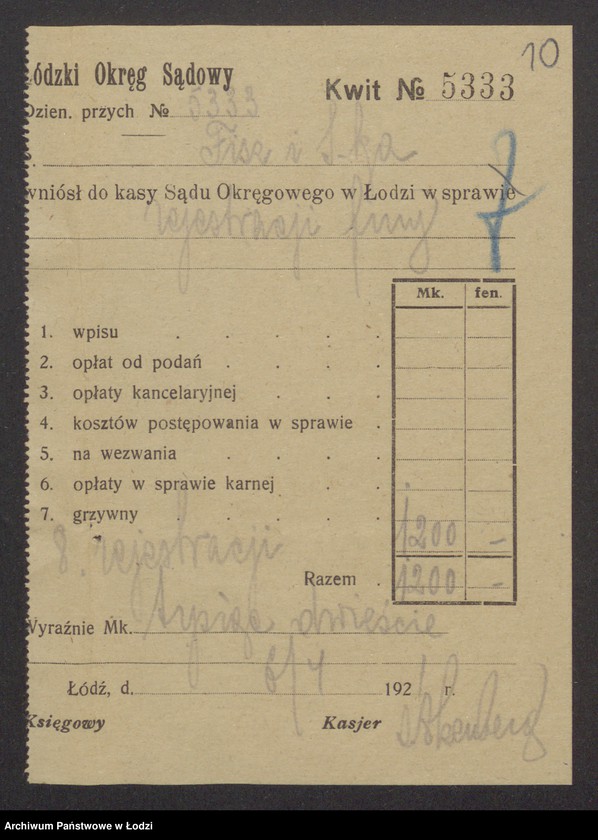 10
Łódzki Okręg Sądowy
Kwit № 5333
Dzien. przych № 5333
Fisz i S-ka
wniósł do kasy Sądu Okręgowego w Łodzi w sprawie
rejestracji firmy
Mk. fen.
1. wpisu
2. opłat od podań
3. opłaty kancelaryjnej
4. kosztów postępowania w sprawie
5. na wezwania
6. opłaty w sprawie karnej
7. grzywny
8. rejestracji 1200 –
Razem 1200 –
Wyraźnie Mk. tysiąc dwieście
Łódź, d. 6/4 192 r.
Księgowy Kasjer
Archiwum Państwowe w Łodzi